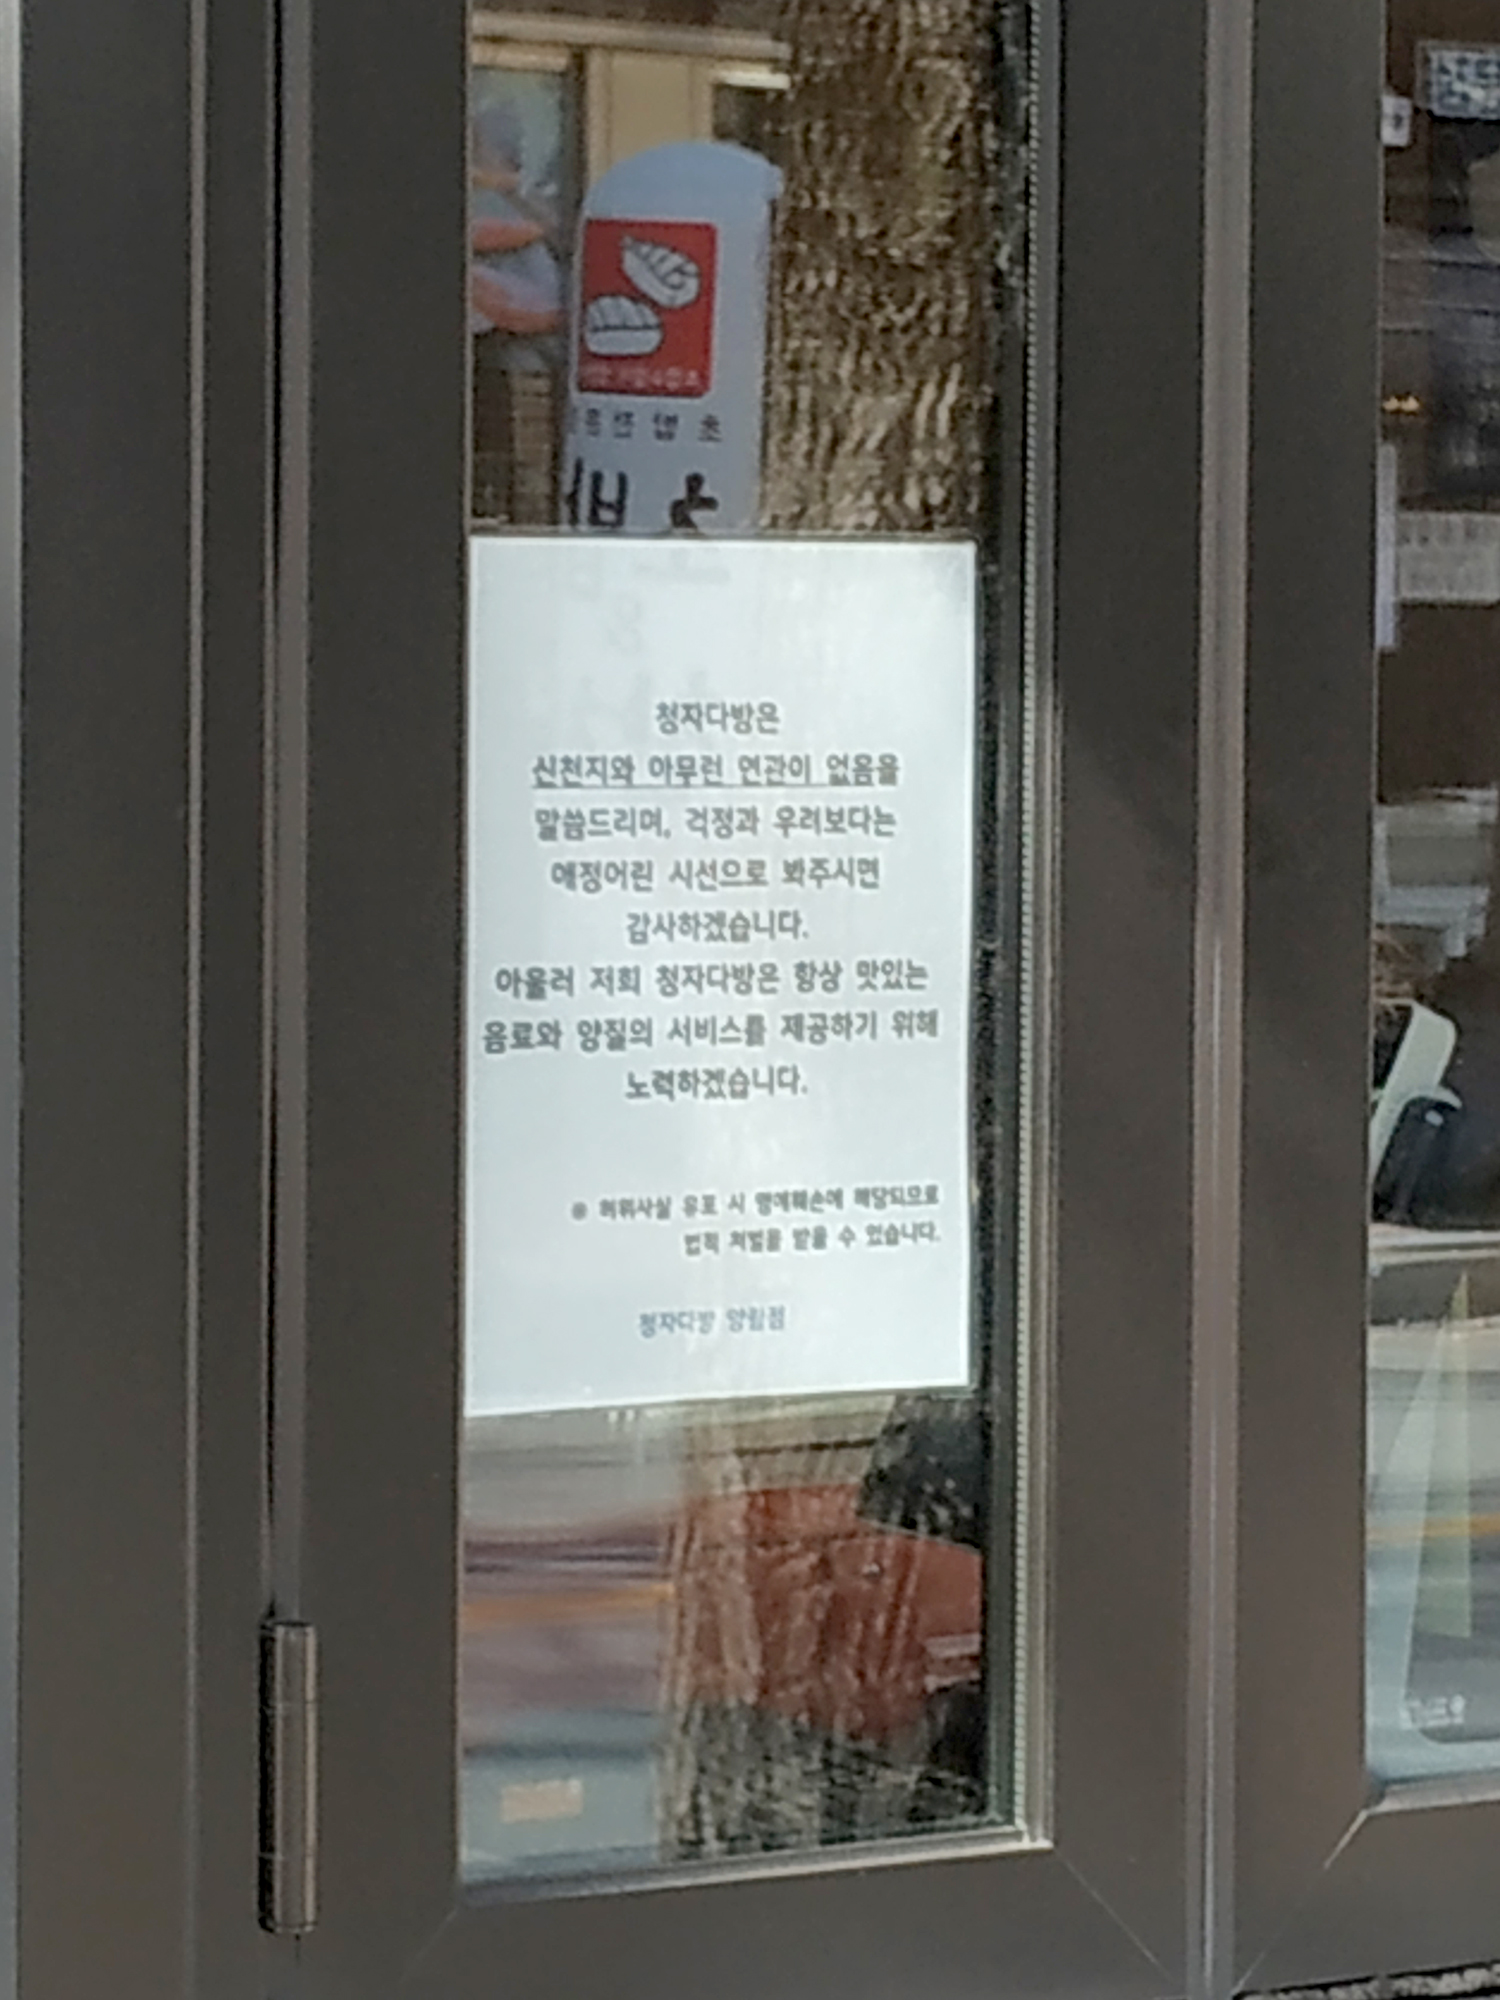 청자다방은
신천지와 아무런 연관이 없음을
말씀드리며, 걱정과 우려보다는
애정어린 시선으로 봐주시면
감사하겠습니다.
아울러 저희 청자다방은 항상 맛있는
음료와 양질의 서비스를 제공하기 위해
노력하겠습니다.
※ 허위사실 유포 시 명예훼손에 해당되므로
법적 처벌을 받을 수 있습니다.
청자다방 양림점